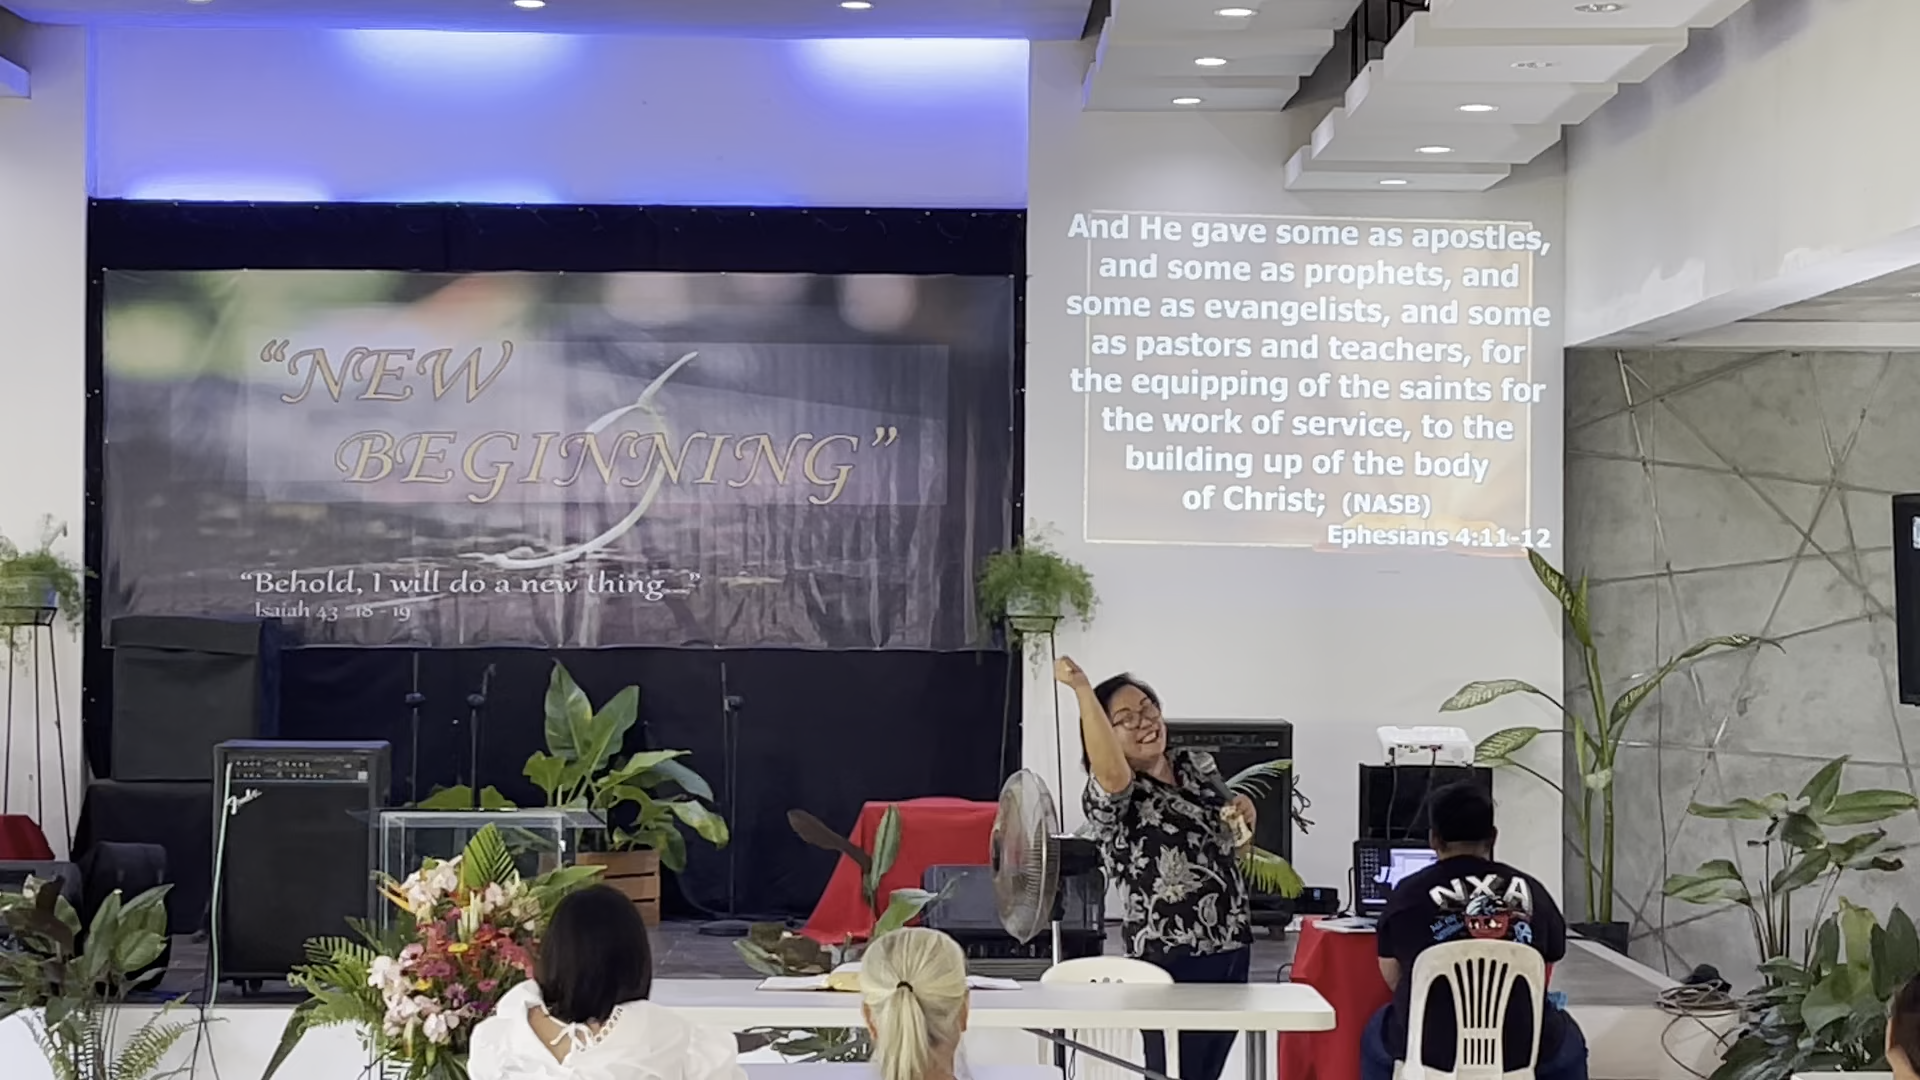 “NEW
BEGINNING”
“Behold, I will do a new thing...”
Isaiah 43 18 - 19
And He gave some as apostles,
and some as prophets, and
some as evangelists, and some
as pastors and teachers, for
the equipping of the saints for
the work of service, to the
building up of the body
of Christ; (NASB)
Ephesians 4:11-12
Fender
NXA